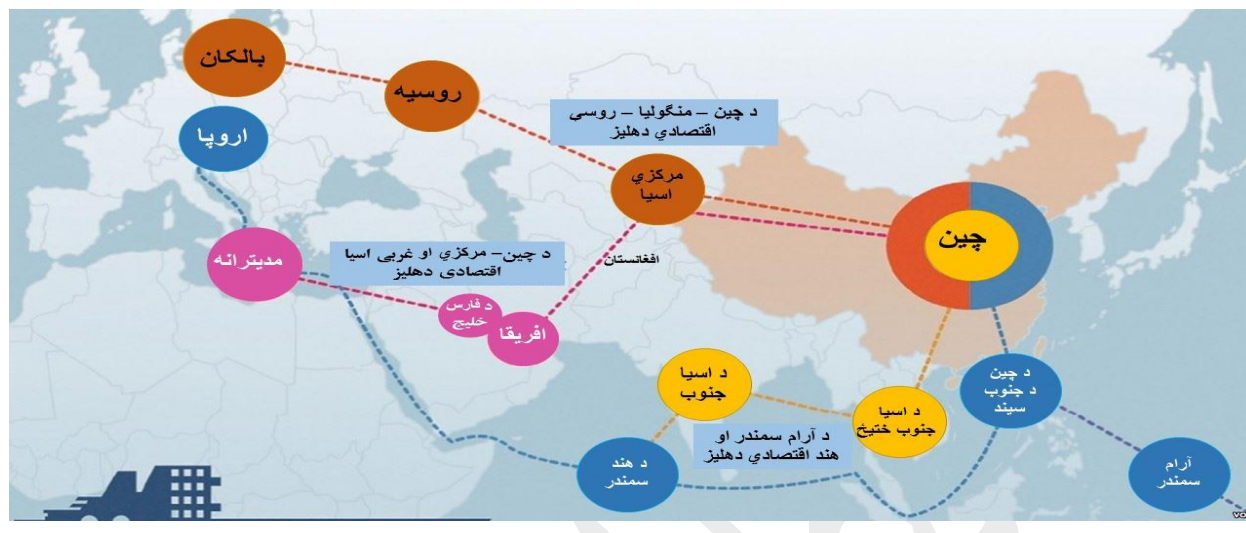 بالکان
روسیه
اروپا
د چین – منګولیا – روسي
اقتصادي دهلیز
مرکزي
اسیا
چین
مدیترانه
د چین– مرکزي او غربی اسیا
اقتصادی دهلیز
افغانستان
د فارس
خلیج
افریقا
د اسیا
جنوب
د اسیا
جنوب ختیځ
د چین
د جنوب
سیند
د آرام سمندر او
هند اقتصادي دهلیز
د هند
سمندر
آرام
سمندر